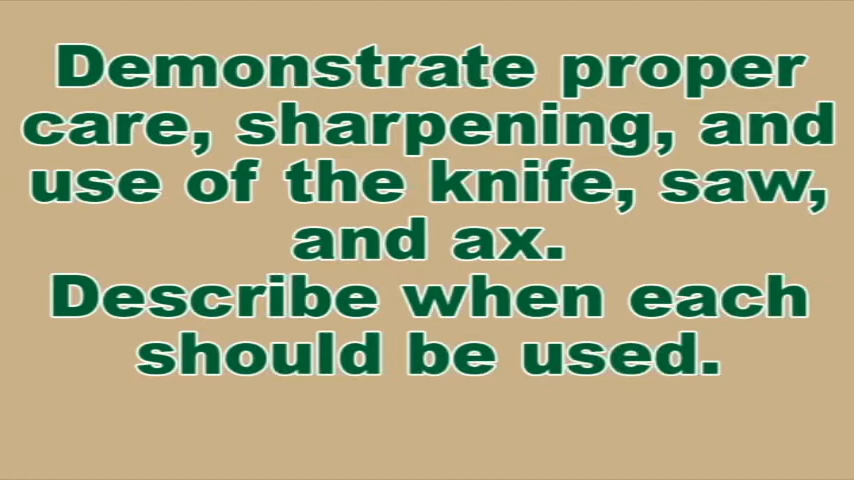 Demonstrate proper
care, sharpening, and
use of the knife, saw,
and ax.
Describe when each
should be used.